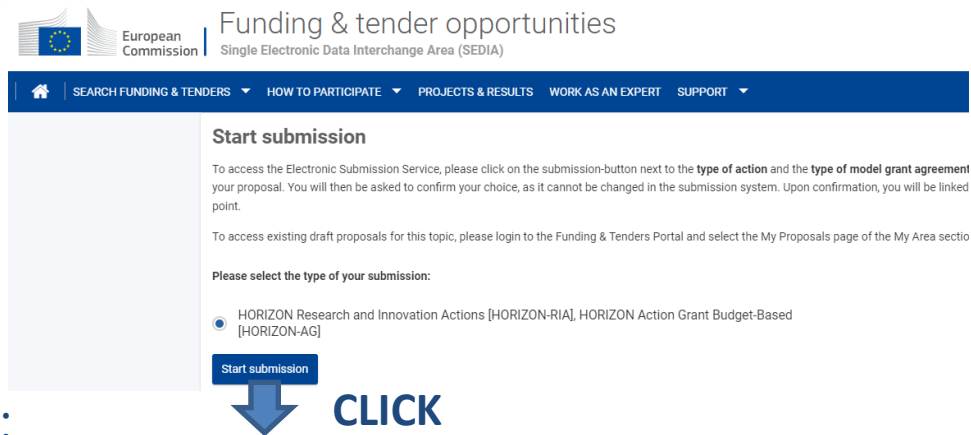 European
Commission
Funding & tender opportunities
Single Electronic Data Interchange Area (SEDIA)
SEARCH FUNDING & TENDERS HOW TO PARTICIPATE PROJECTS & RESULTS WORK AS AN EXPERT SUPPORT
Start submission
To access the Electronic Submission Service, please click on the submission-button next to the type of action and the type of model grant agreement
your proposal. You will then be asked to confirm your choice, as it cannot be changed in the submission system. Upon confirmation, you will be linked
point.
To access existing draft proposals for this topic, please login to the Funding & Tenders Portal and select the My Proposals page of the My Area sectio
Please select the type of your submission:
HORIZON Research and Innovation Actions [HORIZON-RIA], HORIZON Action Grant Budget-Based
[HORIZON-AG]
Start submission
CLICK